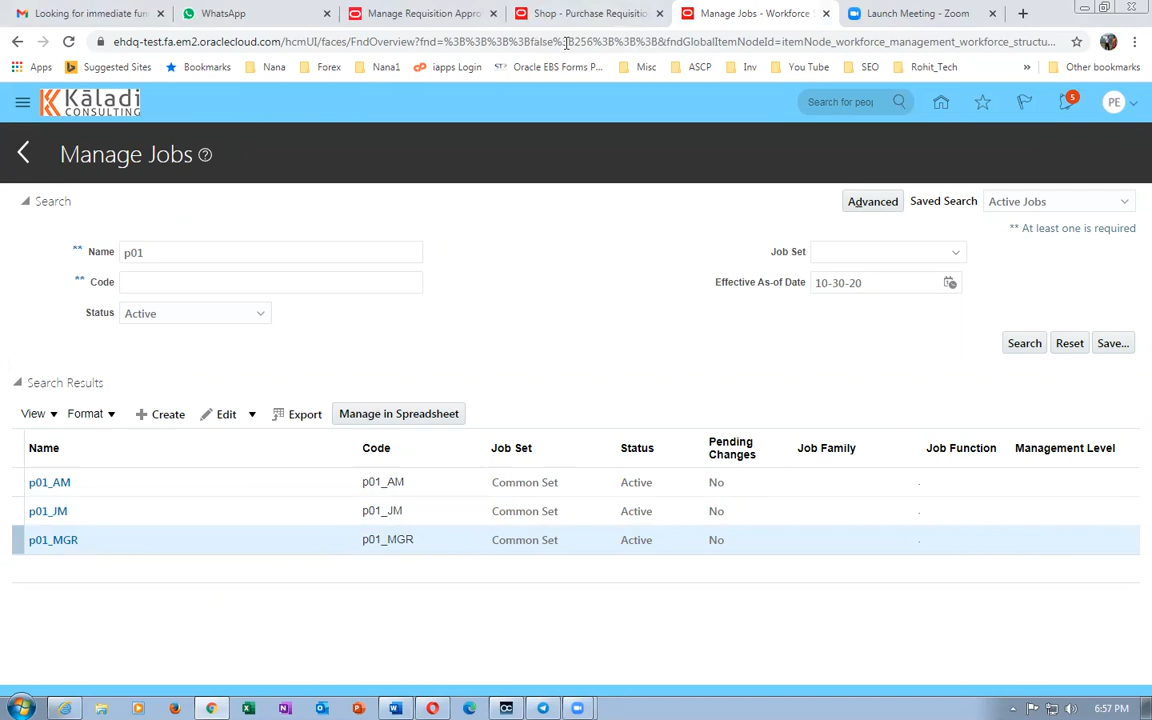 Looking for immediate fun
WhatsApp
Manage Requisition Appro
Shop - Purchase Requisitio
Manage Jobs - Workforce S
Launch Meeting - Zoom
ehdq-test.fa.em2.oraclecloud.com/hcmUI/faces/FndOverview?fnd=%3B%3B%3B%3Bfalse%3B256%3B%3B%3B&fndGlobalItemNodeId=itemNode_workforce_management_workforce_structu...
Apps
Suggested Sites
Bookmarks
Nana
Forex
Nana1
iapps Login
Oracle EBS Forms P...
Misc
ASCP
Inv
You Tube
SEO
Rohit_Tech
»
Other bookmarks
Kāladi
CONSULTING
Search for peop
5
PE
Manage Jobs
Search
Advanced
Saved Search
Active Jobs
** At least one is required
** Name
p01
Job Set
** Code
Effective As-of Date
10-30-20
Status
Active
Search
Reset
Save...
Search Results
View
Format
Create
Edit
Export
Manage in Spreadsheet
Name
Code
Job Set
Status
Pending Changes
Job Family
Job Function
Management Level
p01_AM p01_AM Common Set Active No .
p01_JM p01_JM Common Set Active No .
p01_MGR p01_MGR Common Set Active No .
6:57 PM